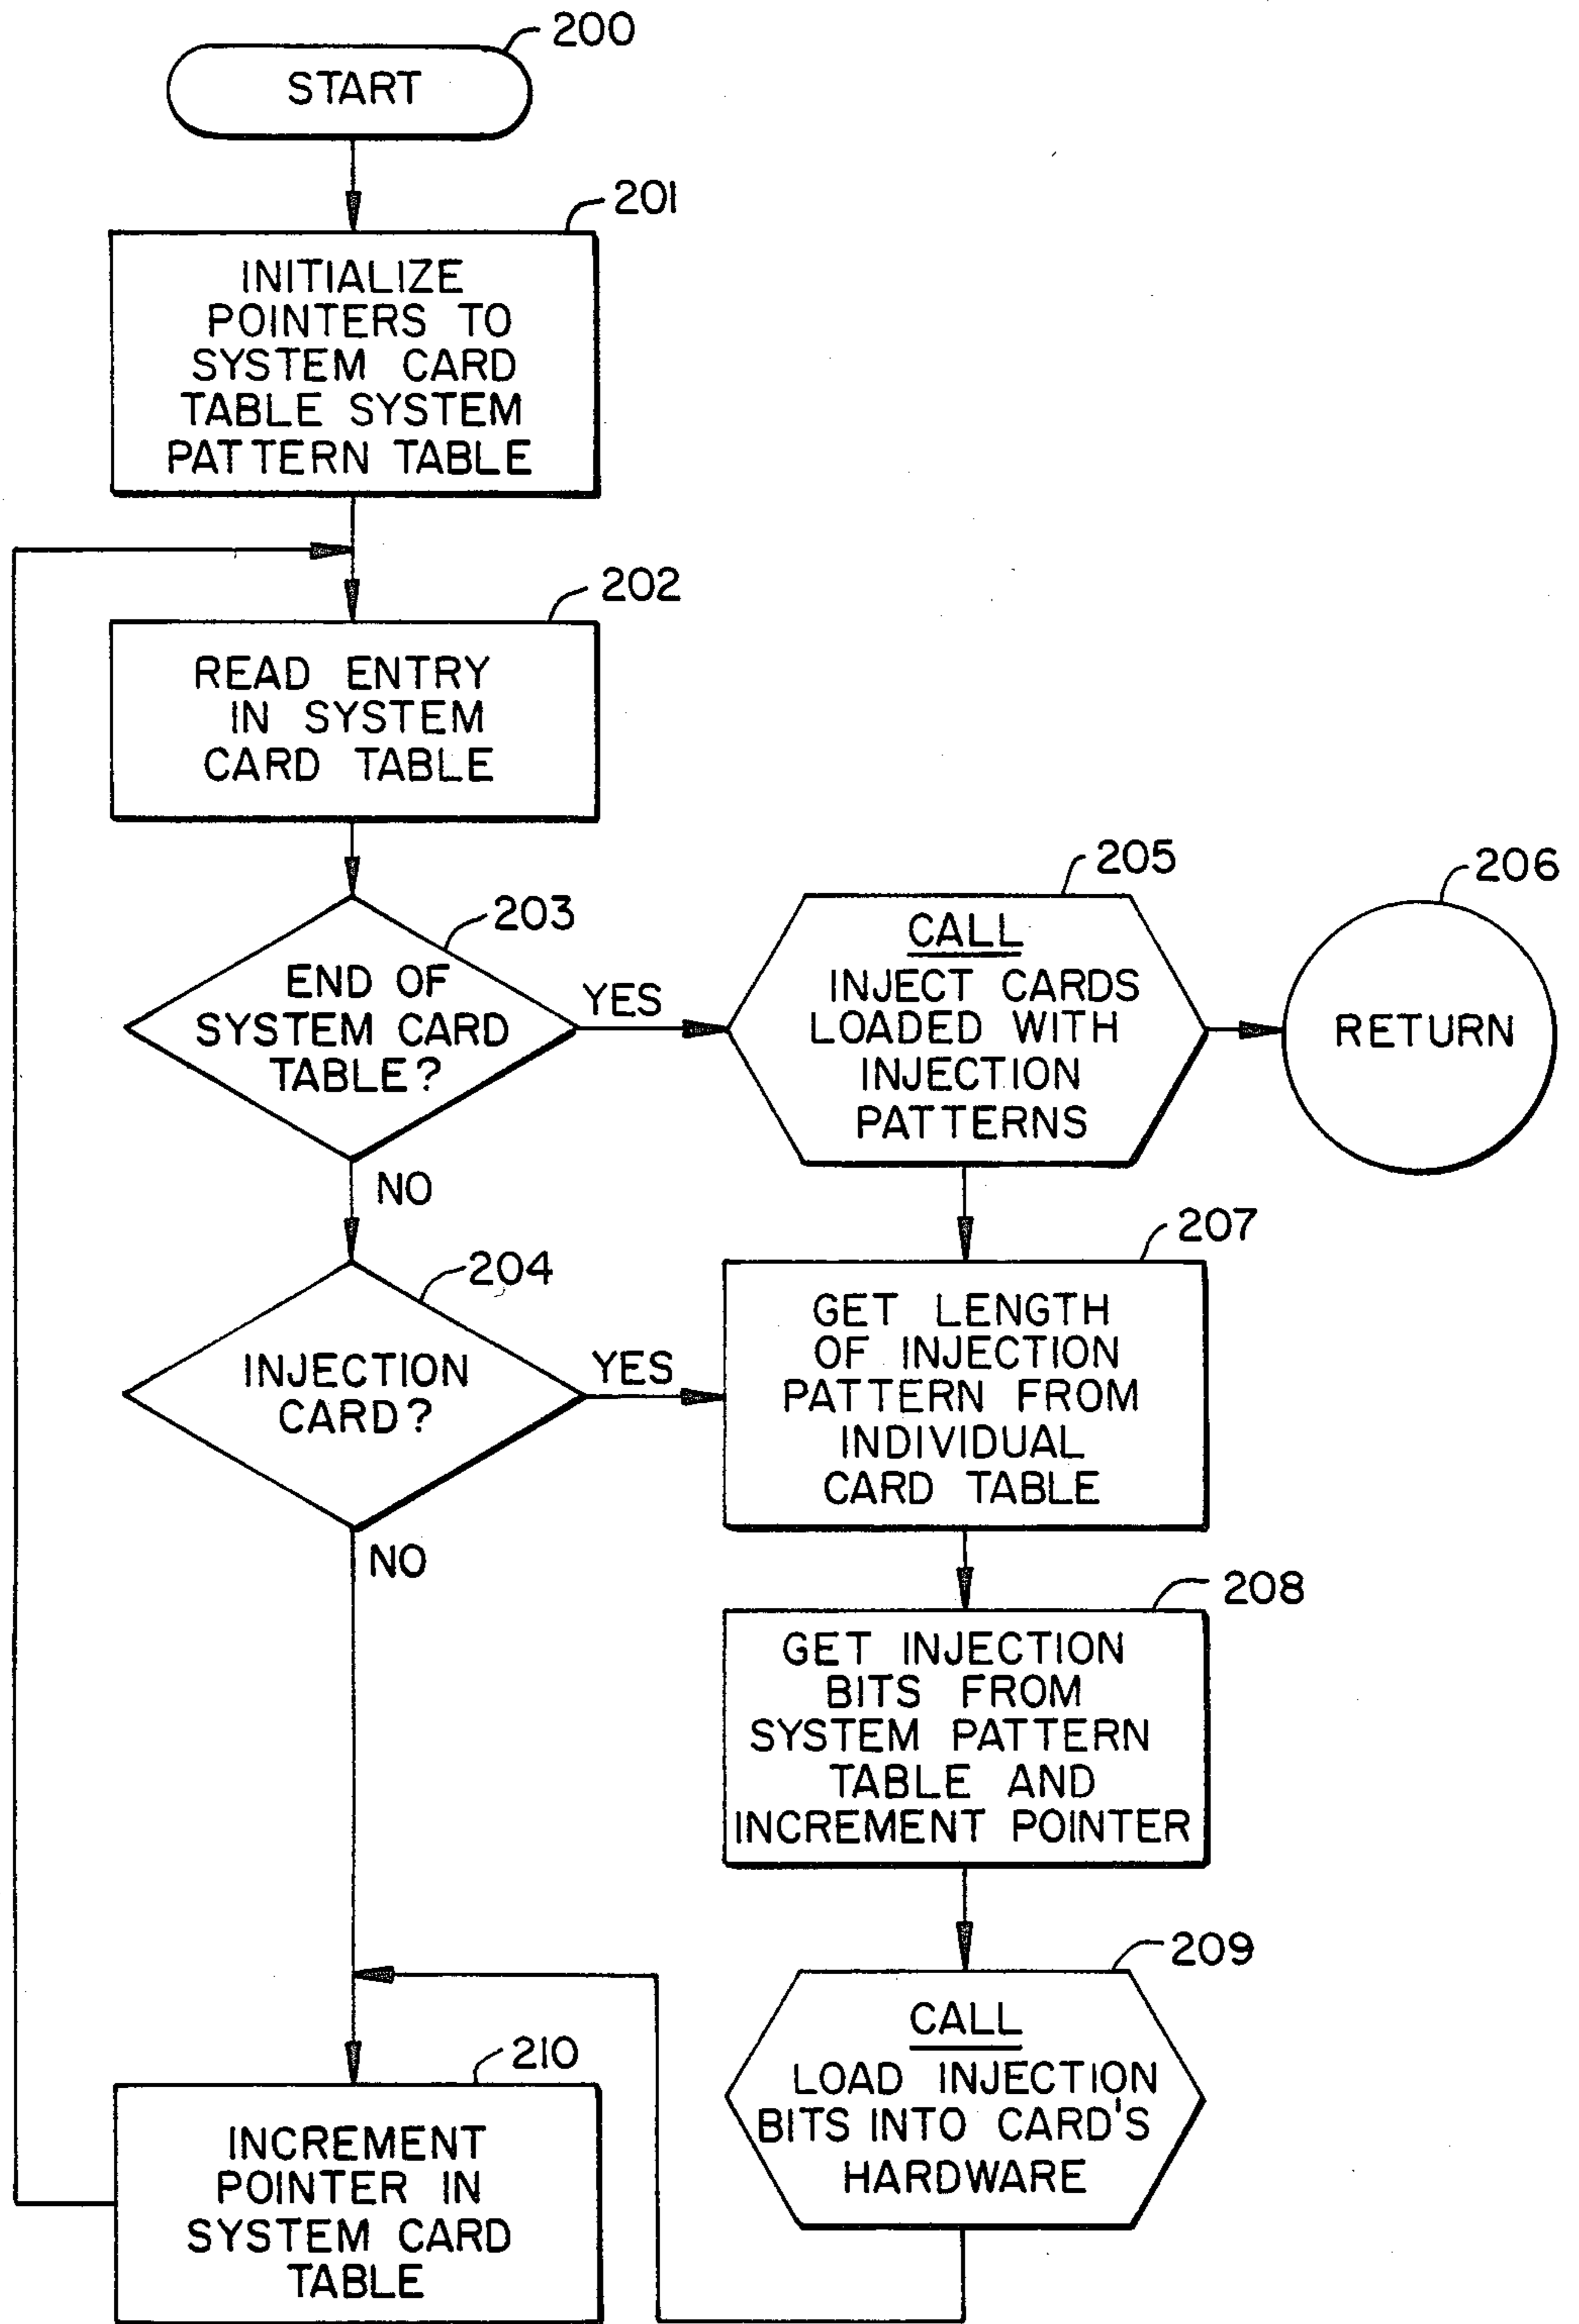 200
START
201
INITIALIZE
POINTERS TO
SYSTEM CARD
TABLE SYSTEM
PATTERN TABLE
202
READ ENTRY
IN SYSTEM
CARD TABLE
203
END OF
SYSTEM CARD
TABLE?
YES
NO
205
CALL
INJECT CARDS
LOADED WITH
INJECTION
PATTERNS
206
RETURN
204
INJECTION
CARD?
YES
NO
207
GET LENGTH
OF INJECTION
PATTERN FROM
INDIVIDUAL
CARD TABLE
208
GET INJECTION
BITS FROM
SYSTEM PATTERN
TABLE AND
INCREMENT POINTER
209
CALL
LOAD INJECTION
BITS INTO CARD'S
HARDWARE
210
INCREMENT
POINTER IN
SYSTEM CARD
TABLE